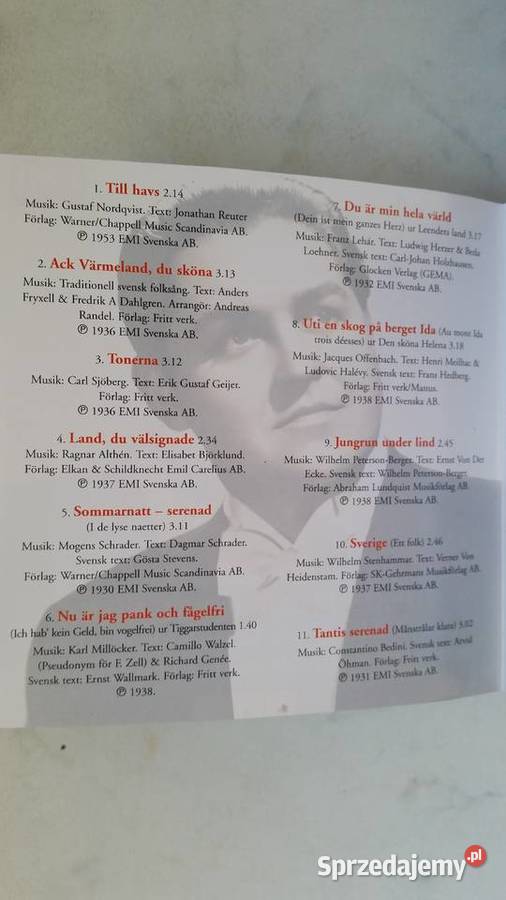 1. Till havs 2.14
Musik: Gustaf Nordqvist. Text: Jonathan Reuter
Förlag: Warner/Chappell Music Scandinavia AB.
℗ 1953 EMI Svenska AB.
2. Ack Värmeland, du sköna 3.13
Musik: Traditionell svensk folksång. Text: Anders
Fryxell & Fredrik A Dahlgren. Arrangör: Andreas
Randel. Förlag: Fritt verk.
℗ 1936 EMI Svenska AB.
3. Tonerna 3.12
Musik: Carl Sjöberg. Text: Erik Gustaf Geijer.
Förlag: Fritt verk.
℗ 1936 EMI Svenska AB.
4. Land, du välsignade 2.34
Musik: Ragnar Althén. Text: Elisabet Björklund.
Förlag: Elkan & Schildknecht Emil Carelius AB.
℗ 1937 EMI Svenska AB.
5. Sommarnatt – serenad
(I de lyse naetter) 3.11
Musik: Mogens Schrader. Text: Dagmar Schrader.
Svensk text: Gösta Stevens.
Förlag: Warner/Chappell Music Scandinavia AB.
℗ 1930 EMI Svenska AB.
6. Nu är jag pank och fågelfri
(Ich hab' kein Geld, bin vogelfrei) ur Tiggarstudenten 1.40
Musik: Karl Millöcker. Text: Camillo Walzel.
(Pseudonym för F. Zell) & Richard Genée.
Svensk text: Ernst Wallmark. Förlag: Fritt verk.
℗ 1938.
7. Du är min hela värld
(Dein ist mein ganzes Herz) ur Leendets land 3.17
Musik: Franz Lehár. Text: Ludwig Herzer & Beda
Loehner. Svensk text: Carl-Johan Holzhausen.
Förlag: Glocken Verlag (GEMA).
℗ 1932 EMI Svenska AB.
8. Uti en skog på berget Ida (Au mont Ida
trois déesses) ur Den sköna Helena 3.18
Musik: Jacques Offenbach. Text: Henri Meilhac &
Ludovic Halévy. Svensk text: Frans Hedberg.
Förlag: Fritt verk/Manus.
℗ 1938 EMI Svenska AB.
9. Jungrun under lind 2.45
Musik: Wilhelm Peterson-Berger. Text: Ernst Von Der
Ecke. Svensk text: Wilhelm Peterson-Berger.
Förlag: Abraham Lundquist Musikförlag AB.
℗ 1938 EMI Svenska AB.
10. Sverige (Ett folk) 2.46
Musik: Wilhelm Stenhammar. Text: Verner Von
Heidenstam. Förlag: SK-Gehrmans Musikförlag AB.
℗ 1937 EMI Svenska AB.
11. Tantis serenad (Månstrålar klara) 3.02
Musik: Constantino Bedini. Svensk text: Arvid
Öhman. Förlag: Fritt verk.
℗ 1931 EMI Svenska AB.
Sprzedajemy.pl